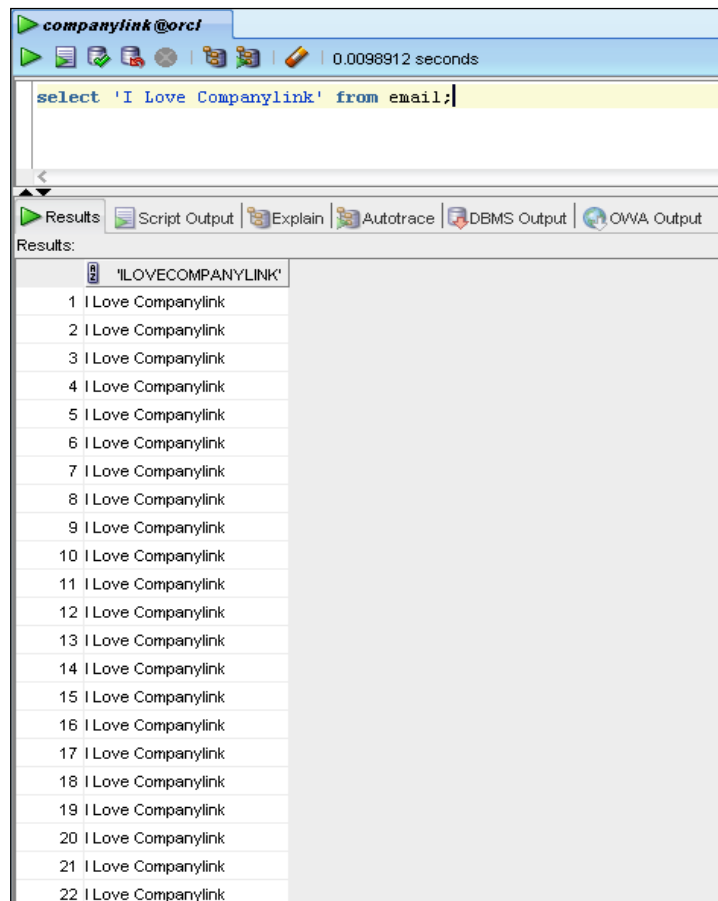 companylink@orcl
0.0098912 seconds
select 'I Love Companylink' from email;
Results Script Output Explain Autotrace DBMS Output OWA Output
Results:
'ILOVECOMPANYLINK'
1 I Love Companylink
2 I Love Companylink
3 I Love Companylink
4 I Love Companylink
5 I Love Companylink
6 I Love Companylink
7 I Love Companylink
8 I Love Companylink
9 I Love Companylink
10 I Love Companylink
11 I Love Companylink
12 I Love Companylink
13 I Love Companylink
14 I Love Companylink
15 I Love Companylink
16 I Love Companylink
17 I Love Companylink
18 I Love Companylink
19 I Love Companylink
20 I Love Companylink
21 I Love Companylink
22 I Love Companylink